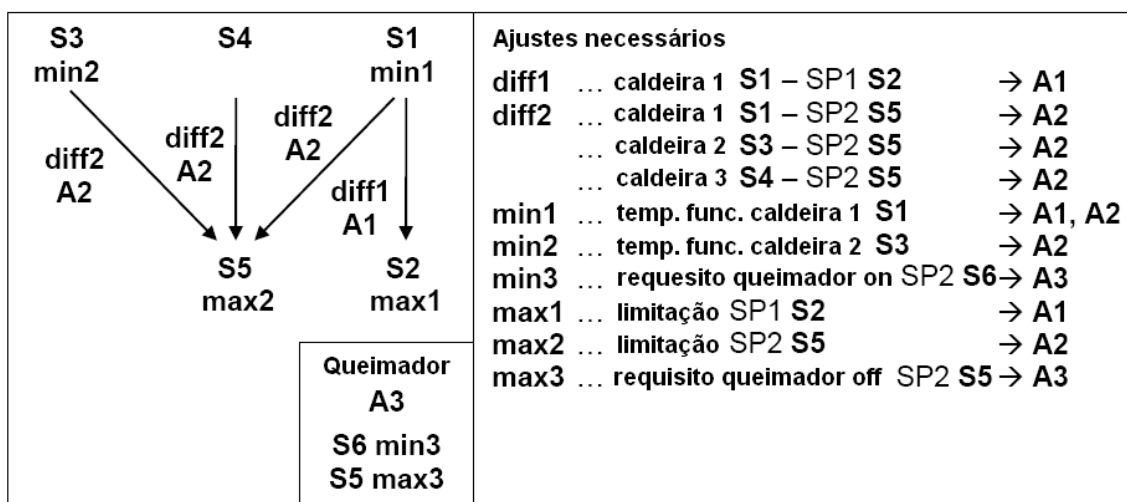 S3 S4 S1
min2 min1
diff2
A2
diff2
A2
diff2
A2
diff1
A1
S5 S2
max2 max1
Queimador
A3
S6 min3
S5 max3
Ajustes necessários
diff1 ... caldeira 1 S1 – SP1 S2 → A1
diff2 ... caldeira 1 S1 – SP2 S5 → A2
... caldeira 2 S3 – SP2 S5 → A2
... caldeira 3 S4 – SP2 S5 → A2
min1 ... temp. func. caldeira 1 S1 → A1, A2
min2 ... temp. func. caldeira 2 S3 → A2
min3 ... requesito queimador on SP2 S6 → A3
max1 ... limitação SP1 S2 → A1
max2 ... limitação SP2 S5 → A2
max3 ... requisito queimador off SP2 S5 → A3